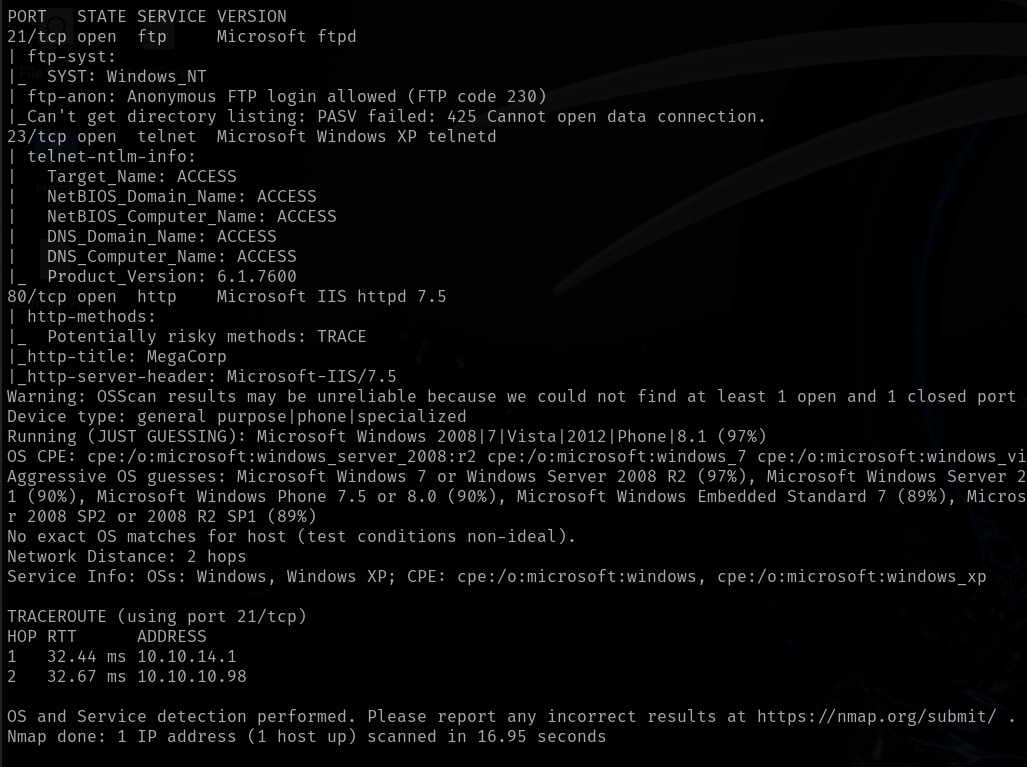 PORT   STATE SERVICE VERSION
21/tcp open  ftp     Microsoft ftpd
| ftp-syst:
|_  SYST: Windows_NT
| ftp-anon: Anonymous FTP login allowed (FTP code 230)
|_Can't get directory listing: PASV failed: 425 Cannot open data connection.
23/tcp open  telnet  Microsoft Windows XP telnetd
| telnet-ntlm-info:
|   Target_Name: ACCESS
|   NetBIOS_Domain_Name: ACCESS
|   NetBIOS_Computer_Name: ACCESS
|   DNS_Domain_Name: ACCESS
|   DNS_Computer_Name: ACCESS
|_  Product_Version: 6.1.7600
80/tcp open  http    Microsoft IIS httpd 7.5
| http-methods:
|_  Potentially risky methods: TRACE
|_http-title: MegaCorp
|_http-server-header: Microsoft-IIS/7.5
Warning: OSScan results may be unreliable because we could not find at least 1 open and 1 closed port
Device type: general purpose|phone|specialized
Running (JUST GUESSING): Microsoft Windows 2008|7|Vista|2012|Phone|8.1 (97%)
OS CPE: cpe:/o:microsoft:windows_server_2008:r2 cpe:/o:microsoft:windows_7 cpe:/o:microsoft:windows_vi
Aggressive OS guesses: Microsoft Windows 7 or Windows Server 2008 R2 (97%), Microsoft Windows Server 2
1 (90%), Microsoft Windows Phone 7.5 or 8.0 (90%), Microsoft Windows Embedded Standard 7 (89%), Micros
r 2008 SP2 or 2008 R2 SP1 (89%)
No exact OS matches for host (test conditions non-ideal).
Network Distance: 2 hops
Service Info: OSs: Windows, Windows XP; CPE: cpe:/o:microsoft:windows, cpe:/o:microsoft:windows_xp

TRACEROUTE (using port 21/tcp)
HOP RTT      ADDRESS
1   32.44 ms 10.10.14.1
2   32.67 ms 10.10.10.98

OS and Service detection performed. Please report any incorrect results at https://nmap.org/submit/ .
Nmap done: 1 IP address (1 host up) scanned in 16.95 seconds